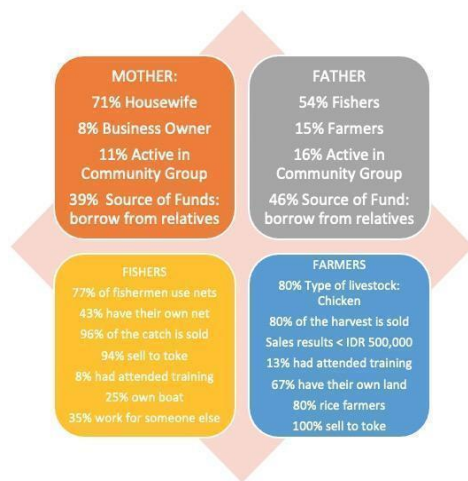 MOTHER:
71% Housewife
8% Business Owner
11% Active in
Community Group
39% Source of Funds:
borrow from relatives
FATHER
54% Fishers
15% Farmers
16% Active in
Community Group
46% Source of Fund:
borrow from relatives
FISHERS
77% of fishermen use nets
43% have their own net
96% of the catch is sold
94% sell to toke
8% had attended training
25% own boat
35% work for someone else
FARMERS
80% Type of livestock:
Chicken
80% of the harvest is sold
Sales results < IDR 500,000
13% had attended training
67% have their own land
80% rice farmers
100% sell to toke